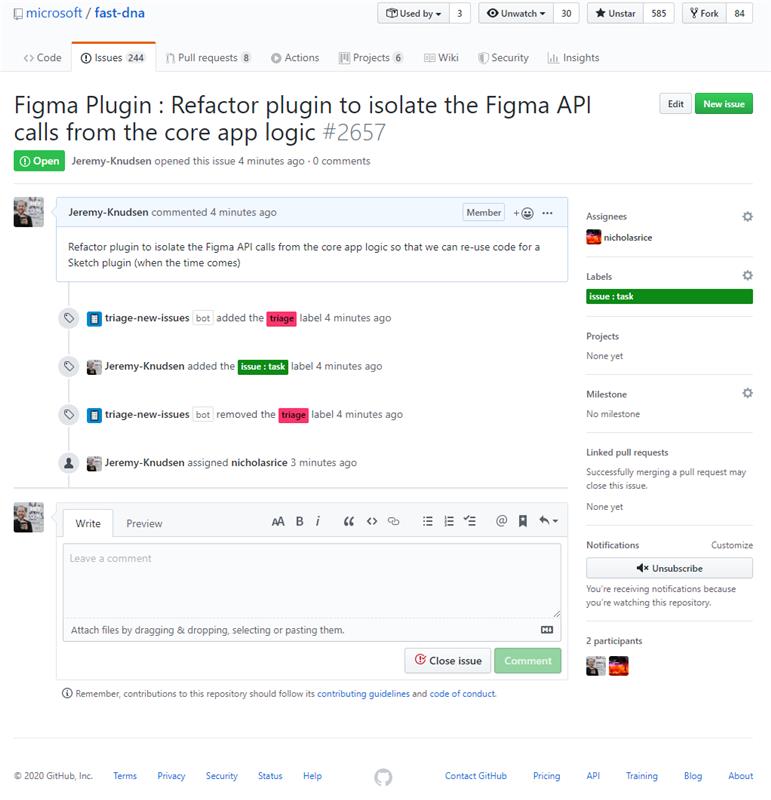 microsoft / fast-dna
Used by 3
Unwatch 30
Unstar 585
Fork 84
Code
Issues 244
Pull requests 8
Actions
Projects 6
Wiki
Security
Insights
Figma Plugin : Refactor plugin to isolate the Figma API
calls from the core app logic #2657
Edit
New issue
Open
Jeremy-Knudsen opened this issue 4 minutes ago · 0 comments
Jeremy-Knudsen commented 4 minutes ago
Member
Refactor plugin to isolate the Figma API calls from the core app logic so that we can re-use code for a
Sketch plugin (when the time comes)
triage-new-issues bot added the triage label 4 minutes ago
Jeremy-Knudsen added the issue : task label 4 minutes ago
triage-new-issues bot removed the triage label 4 minutes ago
Jeremy-Knudsen assigned nicholasrice 3 minutes ago
Write
Preview
AA B i
Leave a comment
Attach files by dragging & dropping, selecting or pasting them.
Close issue
Comment
Remember, contributions to this repository should follow its contributing guidelines and code of conduct.
Assignees
nicholasrice
Labels
issue : task
Projects
None yet
Milestone
No milestone
Linked pull requests
Successfully merging a pull request may
close this issue.
None yet
Notifications
Customize
Unsubscribe
You're receiving notifications because
you're watching this repository.
2 participants
© 2020 GitHub, Inc.
Terms
Privacy
Security
Status
Help
Contact GitHub
Pricing
API
Training
Blog
About